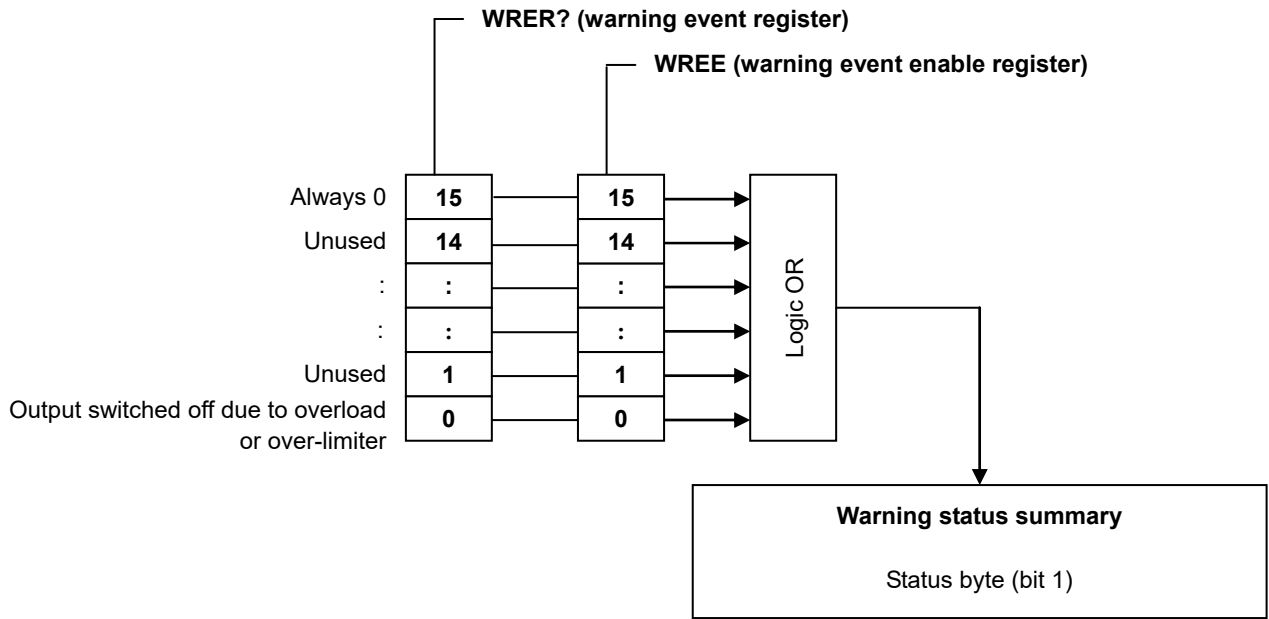 WRER? (warning event register)
WREE (warning event enable register)
Always 0 15 15
Unused 14 14
: : :
: : :
Unused 1 1
Output switched off due to overload
or over-limiter 0 0
Logic OR
Warning status summary
Status byte (bit 1)